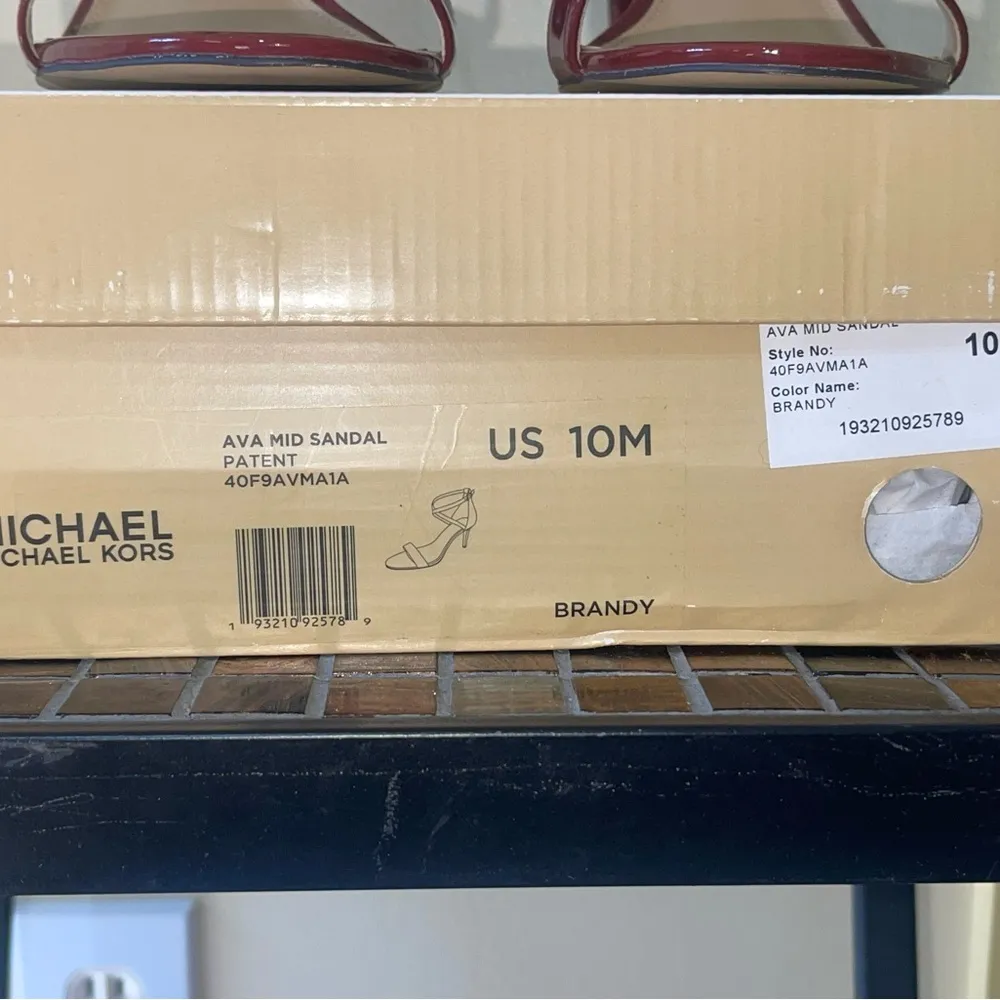 AVA MID SANDAL
PATENT
40F9AVMA1A
US 10M
MICHAEL
MICHAEL KORS
1 93210 92578 9
BRANDY
AVA MID SANDAL
Style No:
40F9AVMA1A
10
Color Name:
BRANDY
193210925789